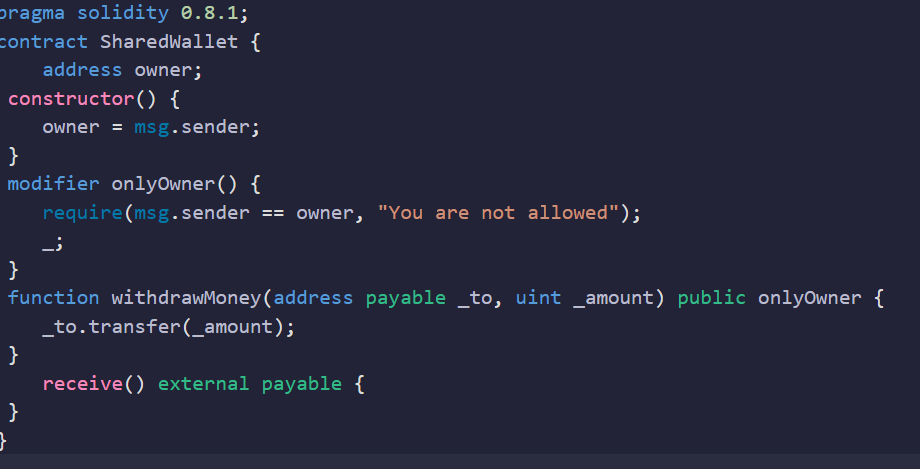 pragma solidity 0.8.1;
contract SharedWallet {
address owner;
constructor() {
owner = msg.sender;
}
modifier onlyOwner() {
require(msg.sender == owner, "You are not allowed");
_;
}
function withdrawMoney(address payable _to, uint _amount) public onlyOwner {
_to.transfer(_amount);
}
receive() external payable {
}
}